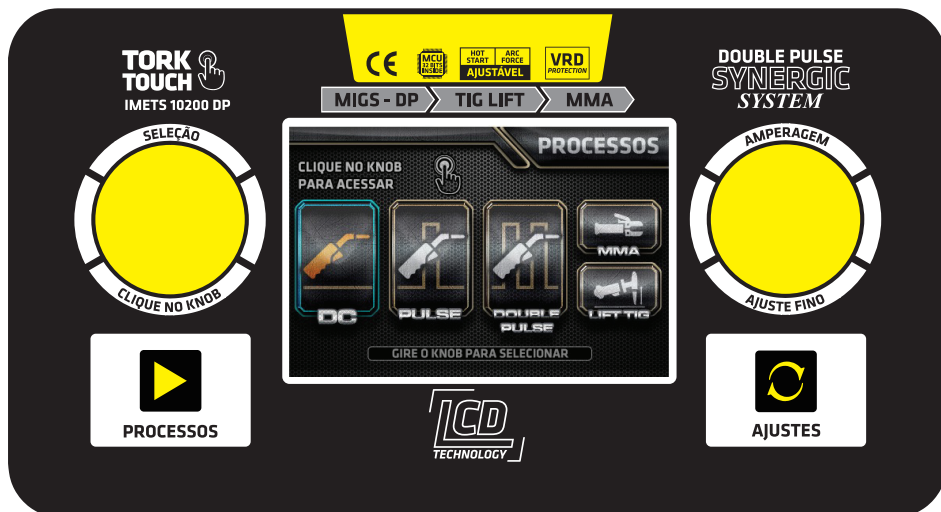 TORK
TOUCH
IMETS 10200 DP
CE
MCU
32 BITS
INSIDE
HOT
START
ARC
FORCE
AJUSTÁVEL
VRD
PROTECTION
DOUBLE PULSE
SYNERGIC
SYSTEM
MIGS - DP
TIG LIFT
MMA
SELEÇÃO
CLIQUE NO KNOB
PROCESSOS
CLIQUE NO KNOB
PARA ACESSAR
DC
PULSE
DOUBLE
PULSE
MMA
LIFT TIG
GIRE O KNOB PARA SELECIONAR
AMPERAGEM
AJUSTE FINO
PROCESSOS
LCD
TECHNOLOGY
AJUSTES